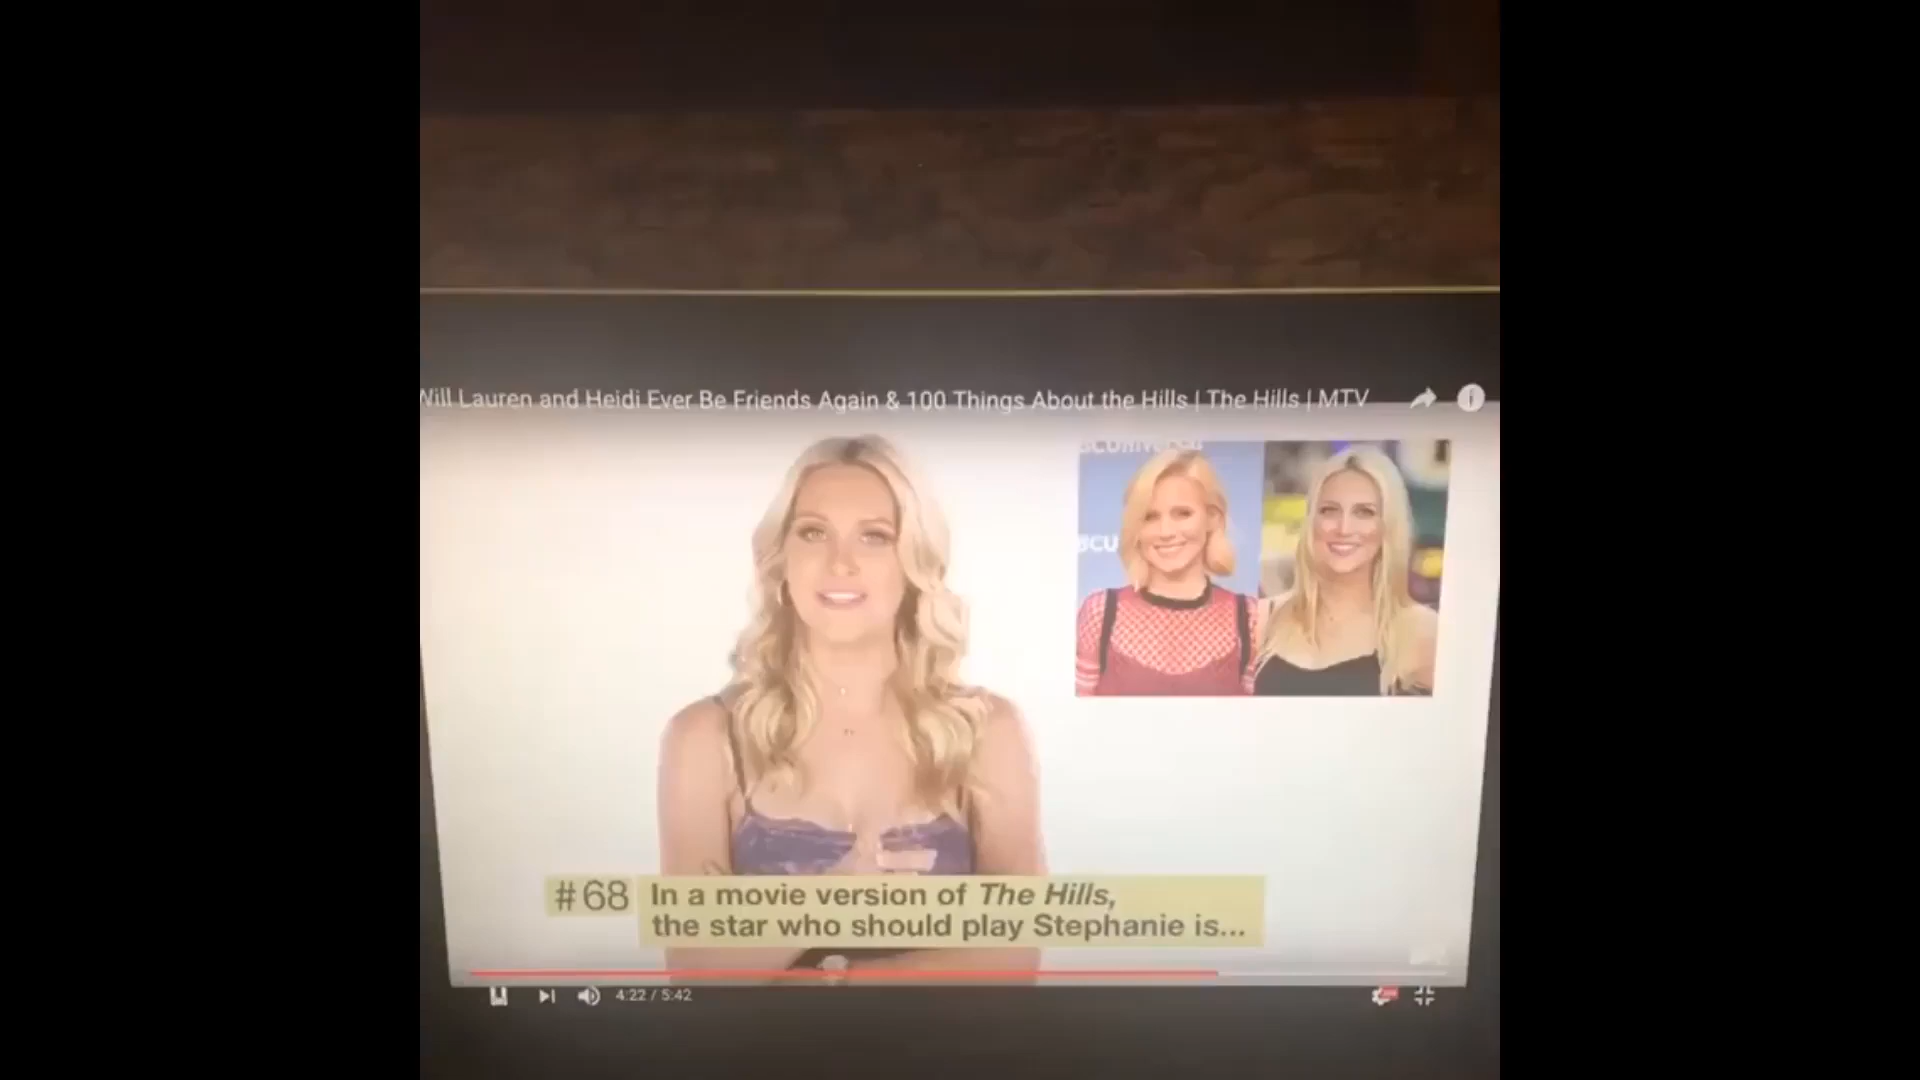 Will Lauren and Heidi Ever Be Friends Again & 100 Things About the Hills | The Hills | MTV
#68 In a movie version of The Hills,
the star who should play Stephanie is...
4:22 / 5:42